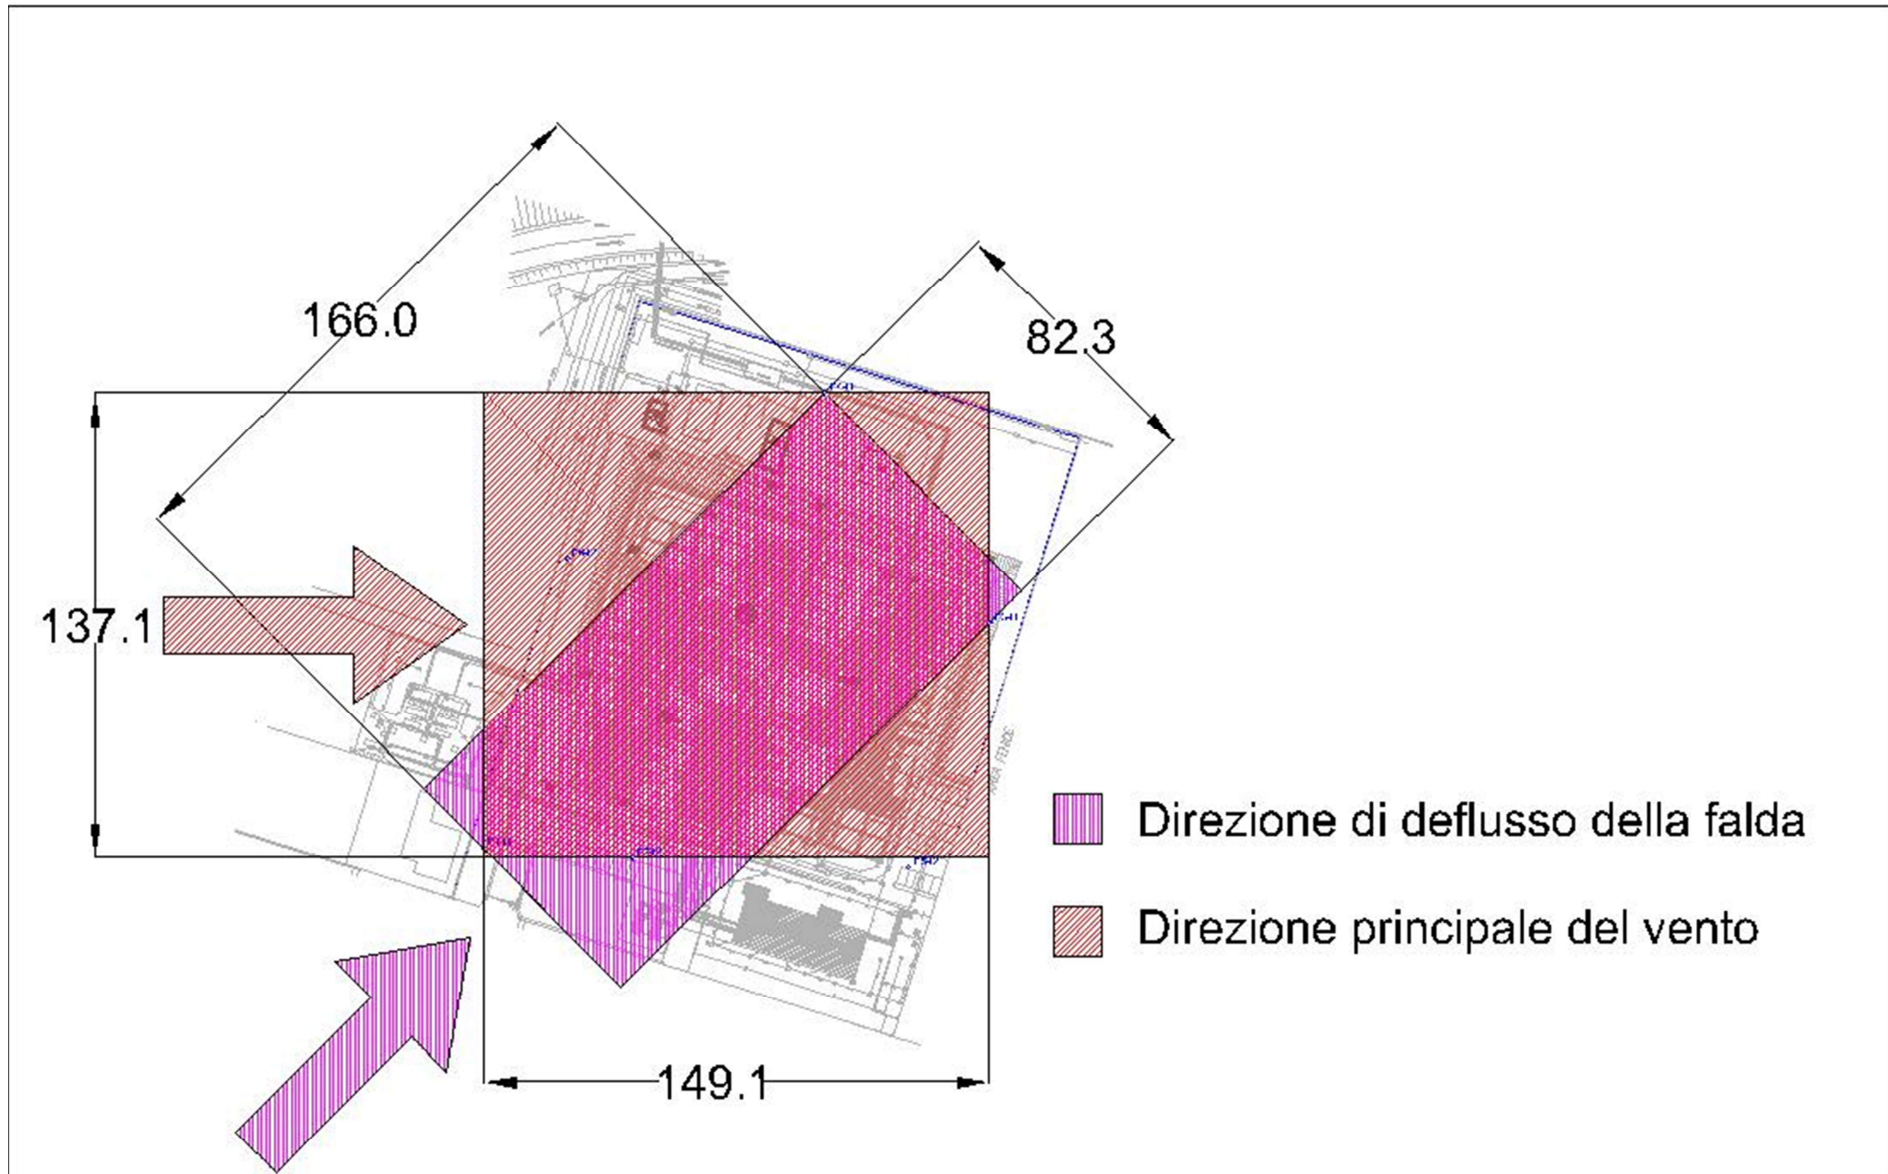 166.0
82.3
137.1
Direzione di deflusso della falda
Direzione principale del vento
149.1